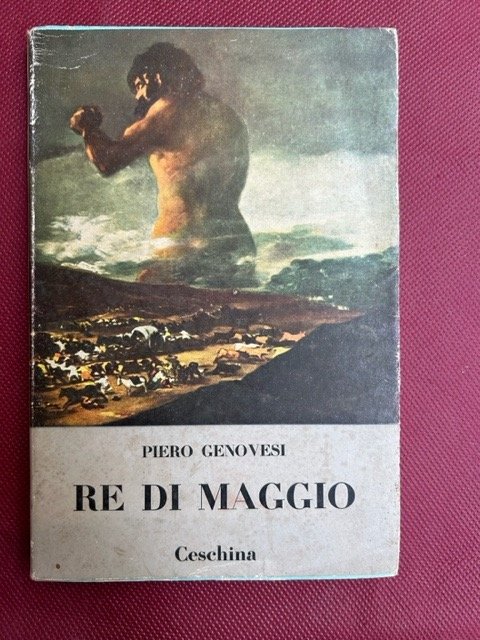 PIERO GENOVESI
RE DI MAGGIO
Ceschina